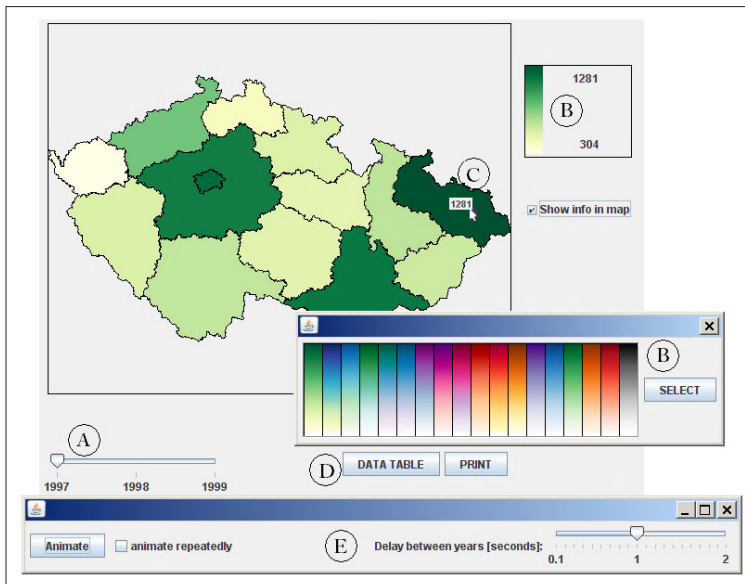 1281
B
304
C
1281
Show info in map
B
SELECT
A
1997 1998 1999
D
DATA TABLE
PRINT
Animate
animate repeatedly
E
Delay between years [seconds]:
0.1 1 2